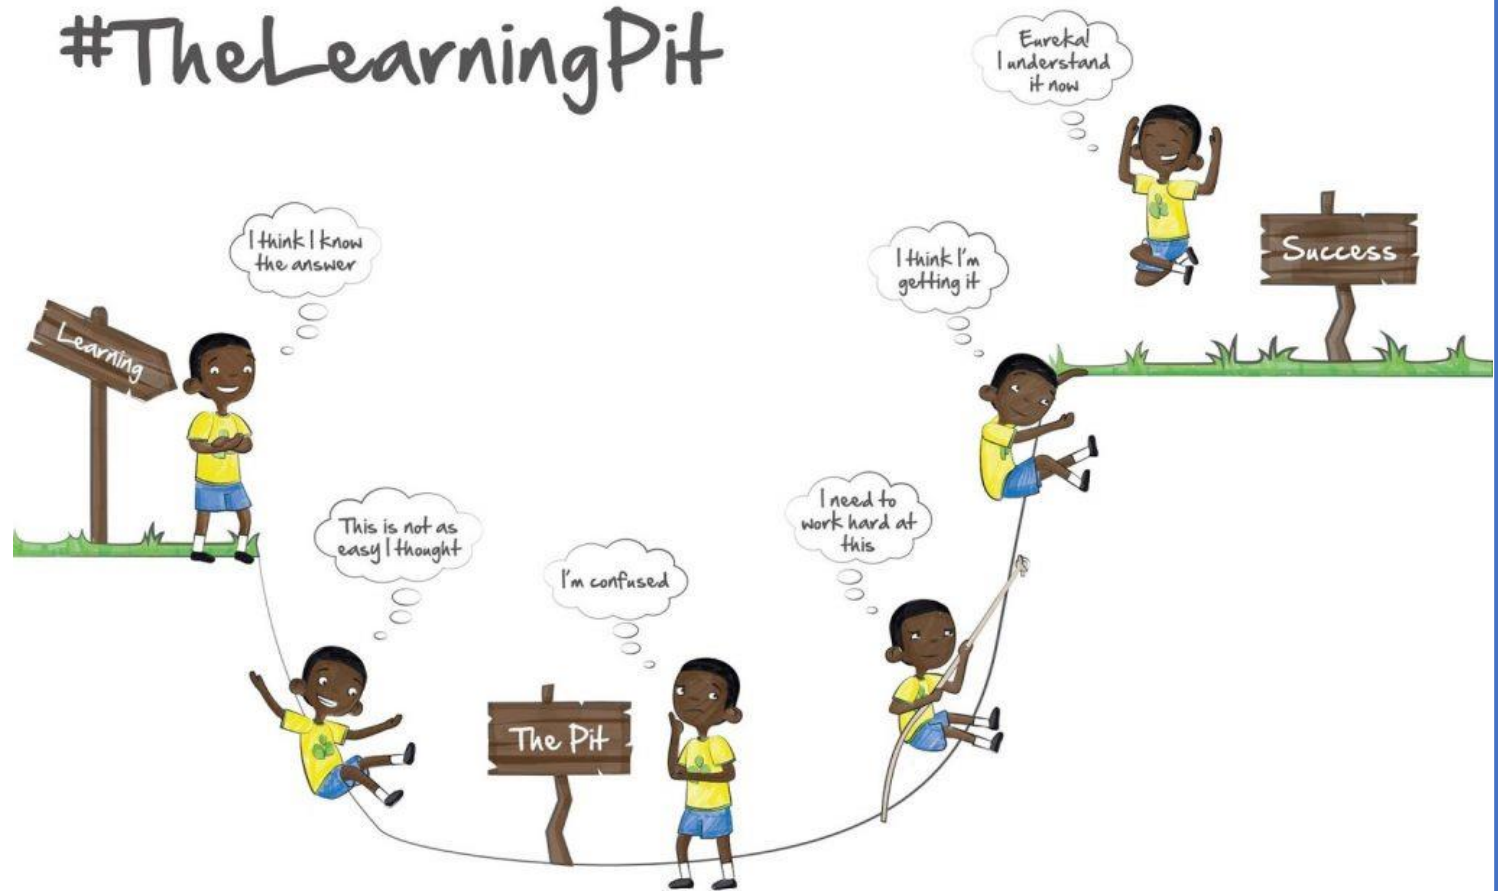 #TheLearningPit
Eureka!
I understand
it now
I think I know
the answer
I think I'm
getting it
Success
Learning
This is not as
easy I thought
I'm confused
I need to
work hard at
this
The Pit